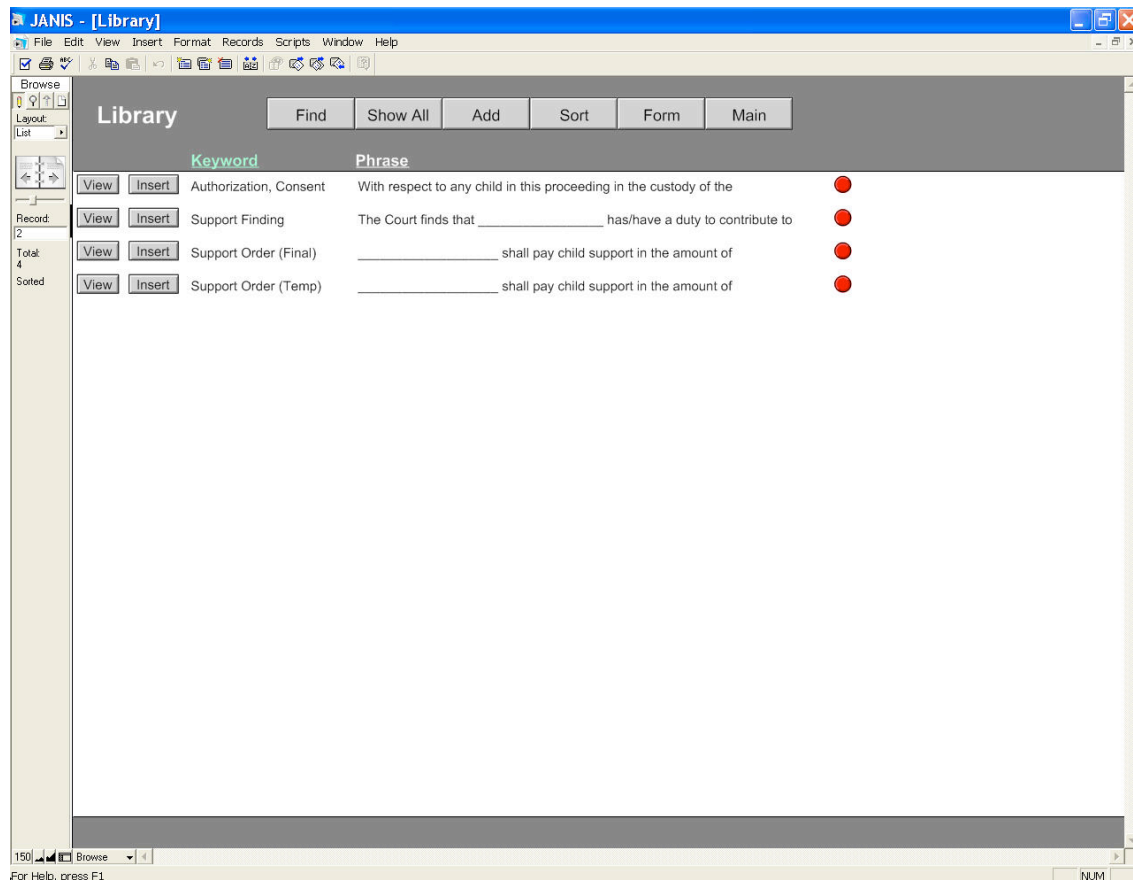 JANIS - [Library]
File Edit View Insert Format Records Scripts Window Help
Browse
Layout:
List
Library
Find Show All Add Sort Form Main
Keyword Phrase
View Insert Authorization, Consent With respect to any child in this proceeding in the custody of the
View Insert Support Finding The Court finds that __________________ has/have a duty to contribute to
View Insert Support Order (Final) ____________________ shall pay child support in the amount of
View Insert Support Order (Temp) ____________________ shall pay child support in the amount of
Record:
2
Total:
4
Sorted
150 Browse
For Help, press F1 NUM